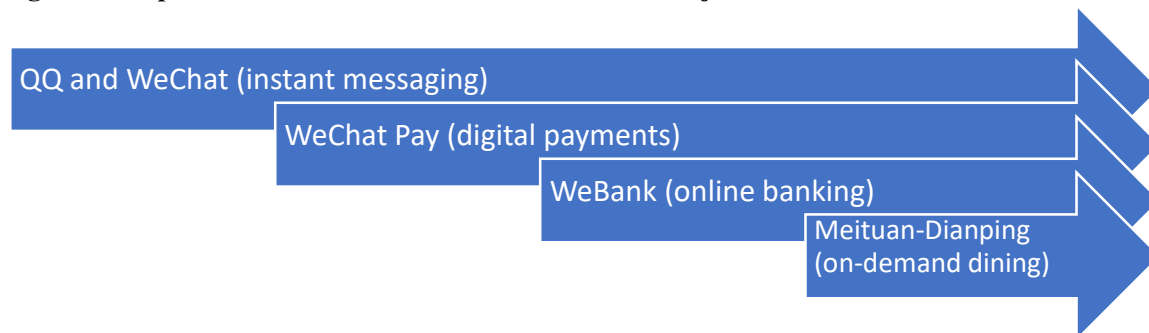 QQ and WeChat (instant messaging)
WeChat Pay (digital payments)
WeBank (online banking)
Meituan-Dianping
(on-demand dining)